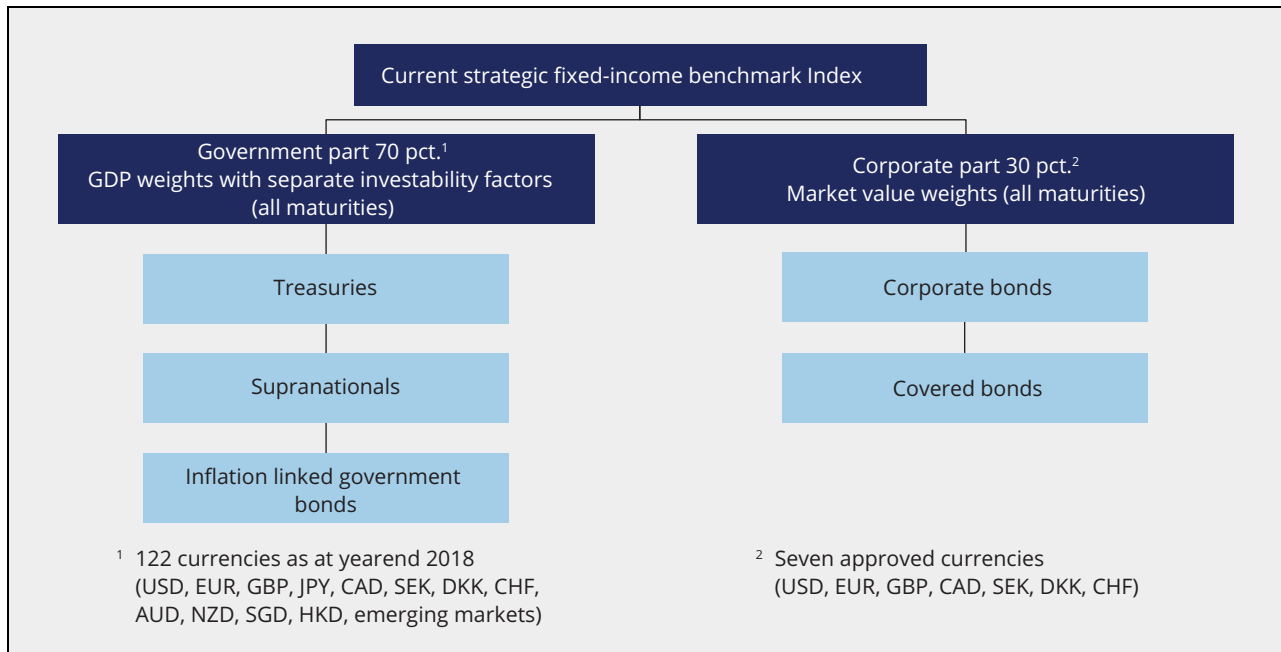 Current strategic fixed-income benchmark Index
Government part 70 pct.¹
GDP weights with separate investability factors
(all maturities)
Corporate part 30 pct.²
Market value weights (all maturities)
Treasuries
Corporate bonds
Supranationals
Covered bonds
Inflation linked government
bonds
¹ 122 currencies as at yearend 2018
(USD, EUR, GBP, JPY, CAD, SEK, DKK, CHF,
AUD, NZD, SGD, HKD, emerging markets)
² Seven approved currencies
(USD, EUR, GBP, CAD, SEK, DKK, CHF)